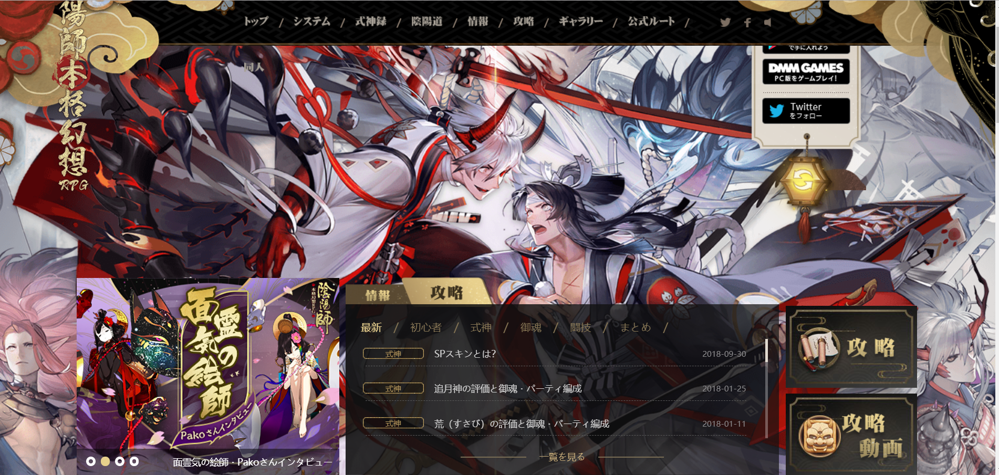 陽師本格幻想RPG
トップ / システム / 式神録 / 陰陽道 / 情報 / 攻略 / ギャラリー / 公式ルート /
同人
で手に入れよう
DMM GAMES
PC版をゲームプレイ!
Twitter
をフォロー
陰陽師
本格幻想RPG
面霊気の絵師
Pakoさんインタビュー
面霊気の絵師・Pakoさんインタビュー
情報 攻略
最新 / 初心者 / 式神 / 御魂 / 闘技 / まとめ /
式神 SPスキンとは? 2018-09-30
式神 追月神の評価と御魂・パーティ編成 2018-01-25
式神 荒（すさび）の評価と御魂・パーティ編成 2018-01-11
一覧を見る
攻略
攻略
動画